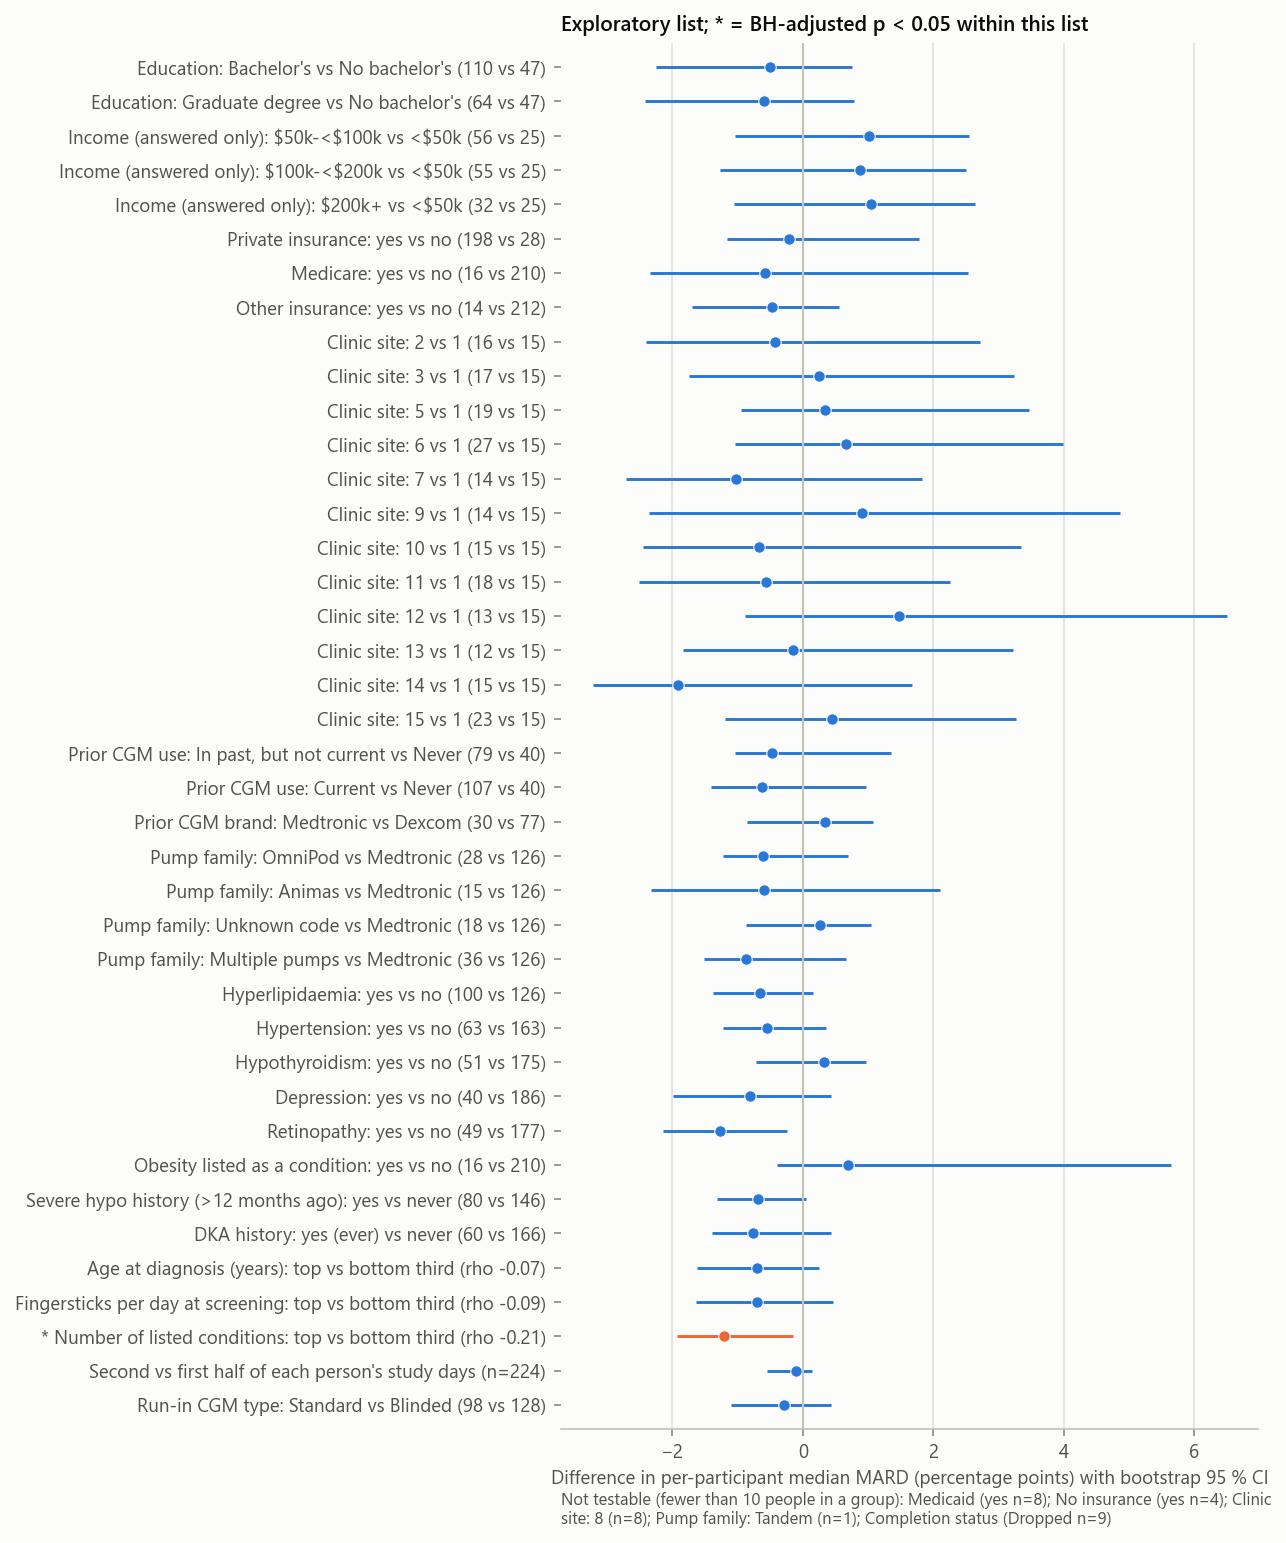 Exploratory list; * = BH-adjusted p < 0.05 within this list
Education: Bachelor's vs No bachelor's (110 vs 47)
Education: Graduate degree vs No bachelor's (64 vs 47)
Income (answered only): $50k-<$100k vs <$50k (56 vs 25)
Income (answered only): $100k-<$200k vs <$50k (55 vs 25)
Income (answered only): $200k+ vs <$50k (32 vs 25)
Private insurance: yes vs no (198 vs 28)
Medicare: yes vs no (16 vs 210)
Other insurance: yes vs no (14 vs 212)
Clinic site: 2 vs 1 (16 vs 15)
Clinic site: 3 vs 1 (17 vs 15)
Clinic site: 5 vs 1 (19 vs 15)
Clinic site: 6 vs 1 (27 vs 15)
Clinic site: 7 vs 1 (14 vs 15)
Clinic site: 9 vs 1 (14 vs 15)
Clinic site: 10 vs 1 (15 vs 15)
Clinic site: 11 vs 1 (18 vs 15)
Clinic site: 12 vs 1 (13 vs 15)
Clinic site: 13 vs 1 (12 vs 15)
Clinic site: 14 vs 1 (15 vs 15)
Clinic site: 15 vs 1 (23 vs 15)
Prior CGM use: In past, but not current vs Never (79 vs 40)
Prior CGM use: Current vs Never (107 vs 40)
Prior CGM brand: Medtronic vs Dexcom (30 vs 77)
Pump family: OmniPod vs Medtronic (28 vs 126)
Pump family: Animas vs Medtronic (15 vs 126)
Pump family: Unknown code vs Medtronic (18 vs 126)
Pump family: Multiple pumps vs Medtronic (36 vs 126)
Hyperlipidaemia: yes vs no (100 vs 126)
Hypertension: yes vs no (63 vs 163)
Hypothyroidism: yes vs no (51 vs 175)
Depression: yes vs no (40 vs 186)
Retinopathy: yes vs no (49 vs 177)
Obesity listed as a condition: yes vs no (16 vs 210)
Severe hypo history (>12 months ago): yes vs never (80 vs 146)
DKA history: yes (ever) vs never (60 vs 166)
Age at diagnosis (years): top vs bottom third (rho -0.07)
Fingersticks per day at screening: top vs bottom third (rho -0.09)
* Number of listed conditions: top vs bottom third (rho -0.21)
Second vs first half of each person's study days (n=224)
Run-in CGM type: Standard vs Blinded (98 vs 128)
−2 0 2 4 6
Difference in per-participant median MARD (percentage points) with bootstrap 95 % CI
Not testable (fewer than 10 people in a group): Medicaid (yes n=8); No insurance (yes n=4); Clinic
site: 8 (n=8); Pump family: Tandem (n=1); Completion status (Dropped n=9)